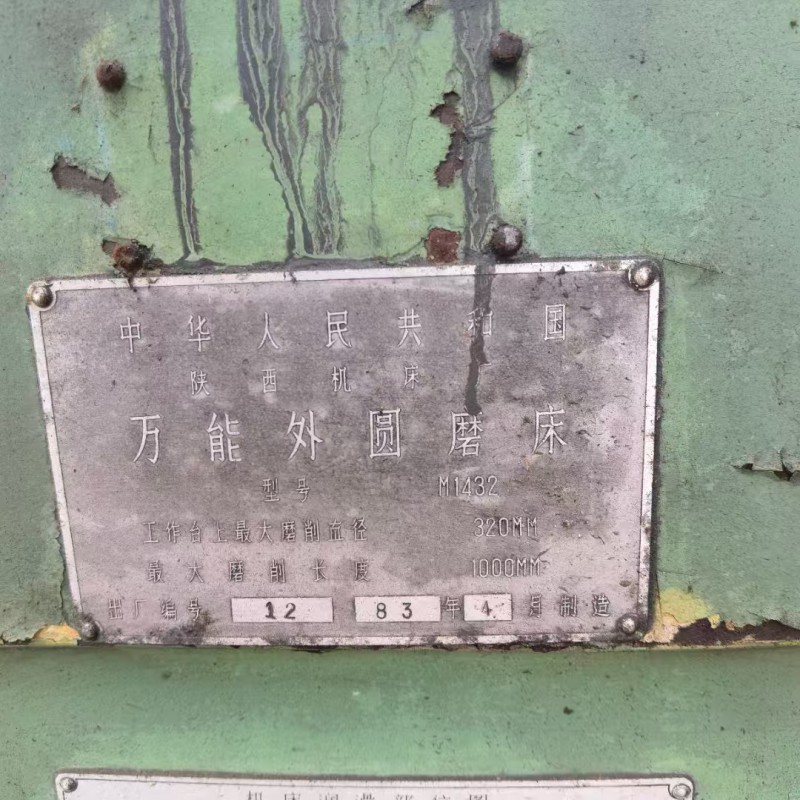 中华人民共和国
陕西机床厂
万能外圆磨床
型号 M1432
工作台上最大磨削直径 320MM
最大磨削长度 1000MM
出厂编号 12 83年4月制造